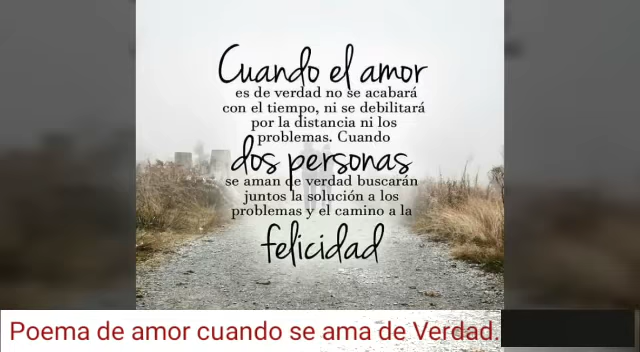 Cuando el amor
es de verdad no se acabará
con el tiempo, ni se debilitará
por la distancia ni los
problemas. Cuando
dos personas
se aman de verdad buscarán
juntos la solución a los
problemas y el camino a la
felicidad
Poema de amor cuando se ama de Verdad.